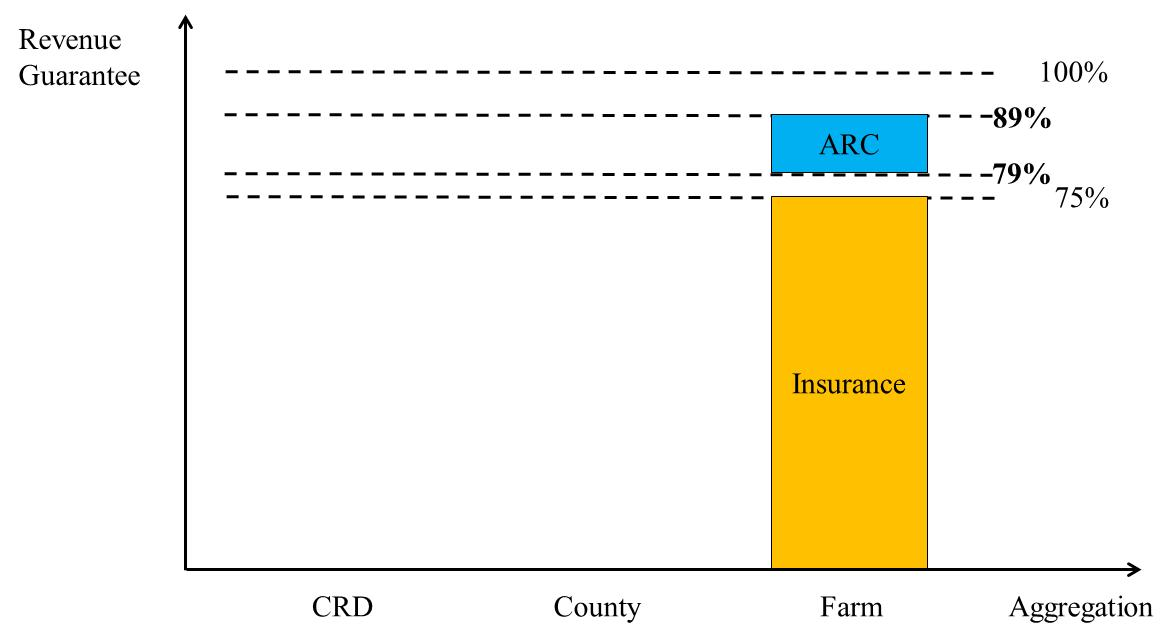 Revenue
Guarantee
100%
89%
ARC
79%
75%
Insurance
CRD
County
Farm
Aggregation